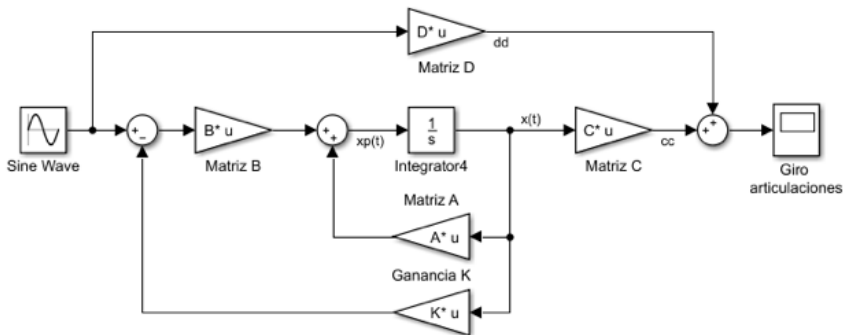 D* u
dd
Matriz D
Sine Wave
B* u
Matriz B
xp(t)
1
s
Integrator4
x(t)
C* u
Matriz C
cc
Giro
articulaciones
Matriz A
A* u
Ganancia K
K* u